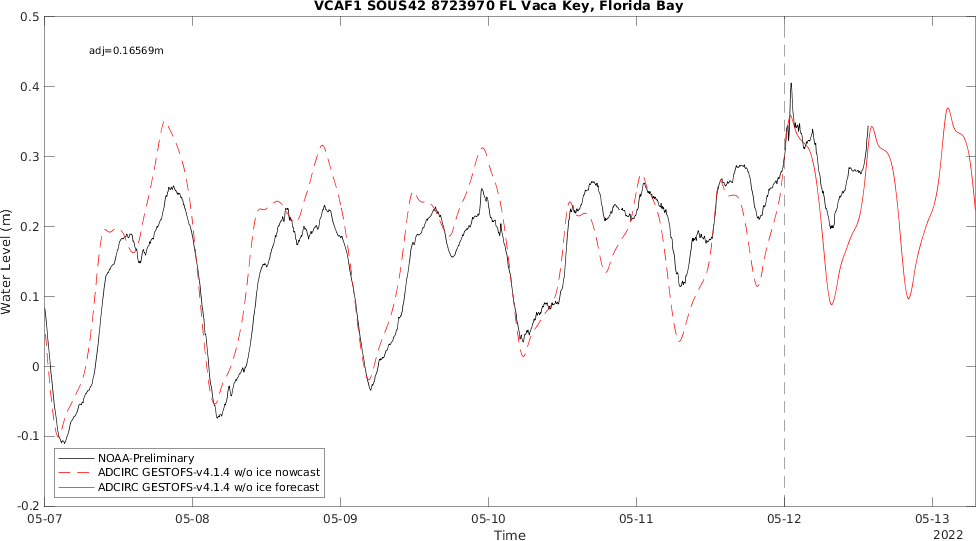 VCAF1 SOUS42 8723970 FL Vaca Key, Florida Bay
adj=0.16569m
Water Level (m)
0.5
0.4
0.3
0.2
0.1
0
-0.1
-0.2
NOAA-Preliminary
ADCIRC GESTOFS-v4.1.4 w/o ice nowcast
ADCIRC GESTOFS-v4.1.4 w/o ice forecast
05-07 05-08 05-09 05-10 05-11 05-12 05-13
Time
2022